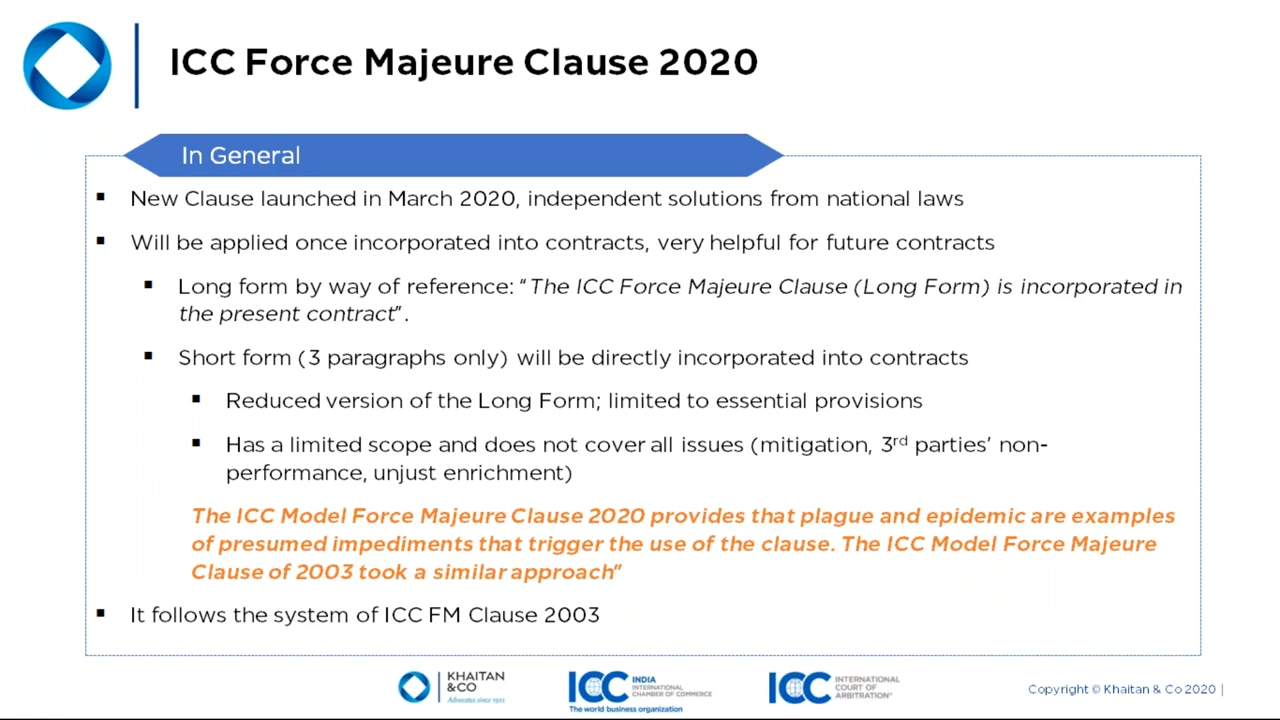 ICC Force Majeure Clause 2020
In General
▪ New Clause launched in March 2020, independent solutions from national laws
▪ Will be applied once incorporated into contracts, very helpful for future contracts
▪ Long form by way of reference: “The ICC Force Majeure Clause (Long Form) is incorporated in
the present contract”.
▪ Short form (3 paragraphs only) will be directly incorporated into contracts
▪ Reduced version of the Long Form; limited to essential provisions
▪ Has a limited scope and does not cover all issues (mitigation, 3rd parties’ non-
performance, unjust enrichment)
The ICC Model Force Majeure Clause 2020 provides that plague and epidemic are examples
of presumed impediments that trigger the use of the clause. The ICC Model Force Majeure
Clause of 2003 took a similar approach”
▪ It follows the system of ICC FM Clause 2003
KHAITAN
&CO
Advocates since 1911
ICC INDIA
INTERNATIONAL
CHAMBER OF COMMERCE
The world business organization
ICC INTERNATIONAL
COURT OF
ARBITRATION®
Copyright © Khaitan & Co 2020 |